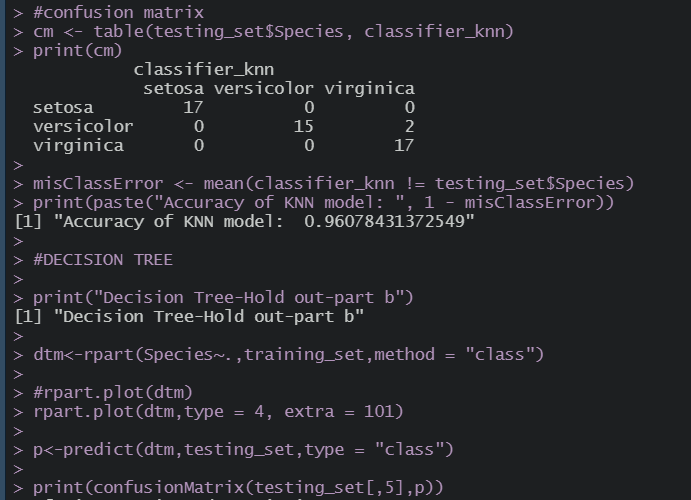 > #confusion matrix
> cm <- table(testing_set$Species, classifier_knn)
> print(cm)
            classifier_knn
             setosa versicolor virginica
  setosa         17          0         0
  versicolor      0         15         2
  virginica       0          0        17
>
> misClassError <- mean(classifier_knn != testing_set$Species)
> print(paste("Accuracy of KNN model: ", 1 - misClassError))
[1] "Accuracy of KNN model:  0.96078431372549"
>
> #DECISION TREE
>
> print("Decision Tree-Hold out-part b")
[1] "Decision Tree-Hold out-part b"
>
> dtm<-rpart(Species~.,training_set,method = "class")
>
> #rpart.plot(dtm)
> rpart.plot(dtm,type = 4, extra = 101)
>
> p<-predict(dtm,testing_set,type = "class")
>
> print(confusionMatrix(testing_set[,5],p))